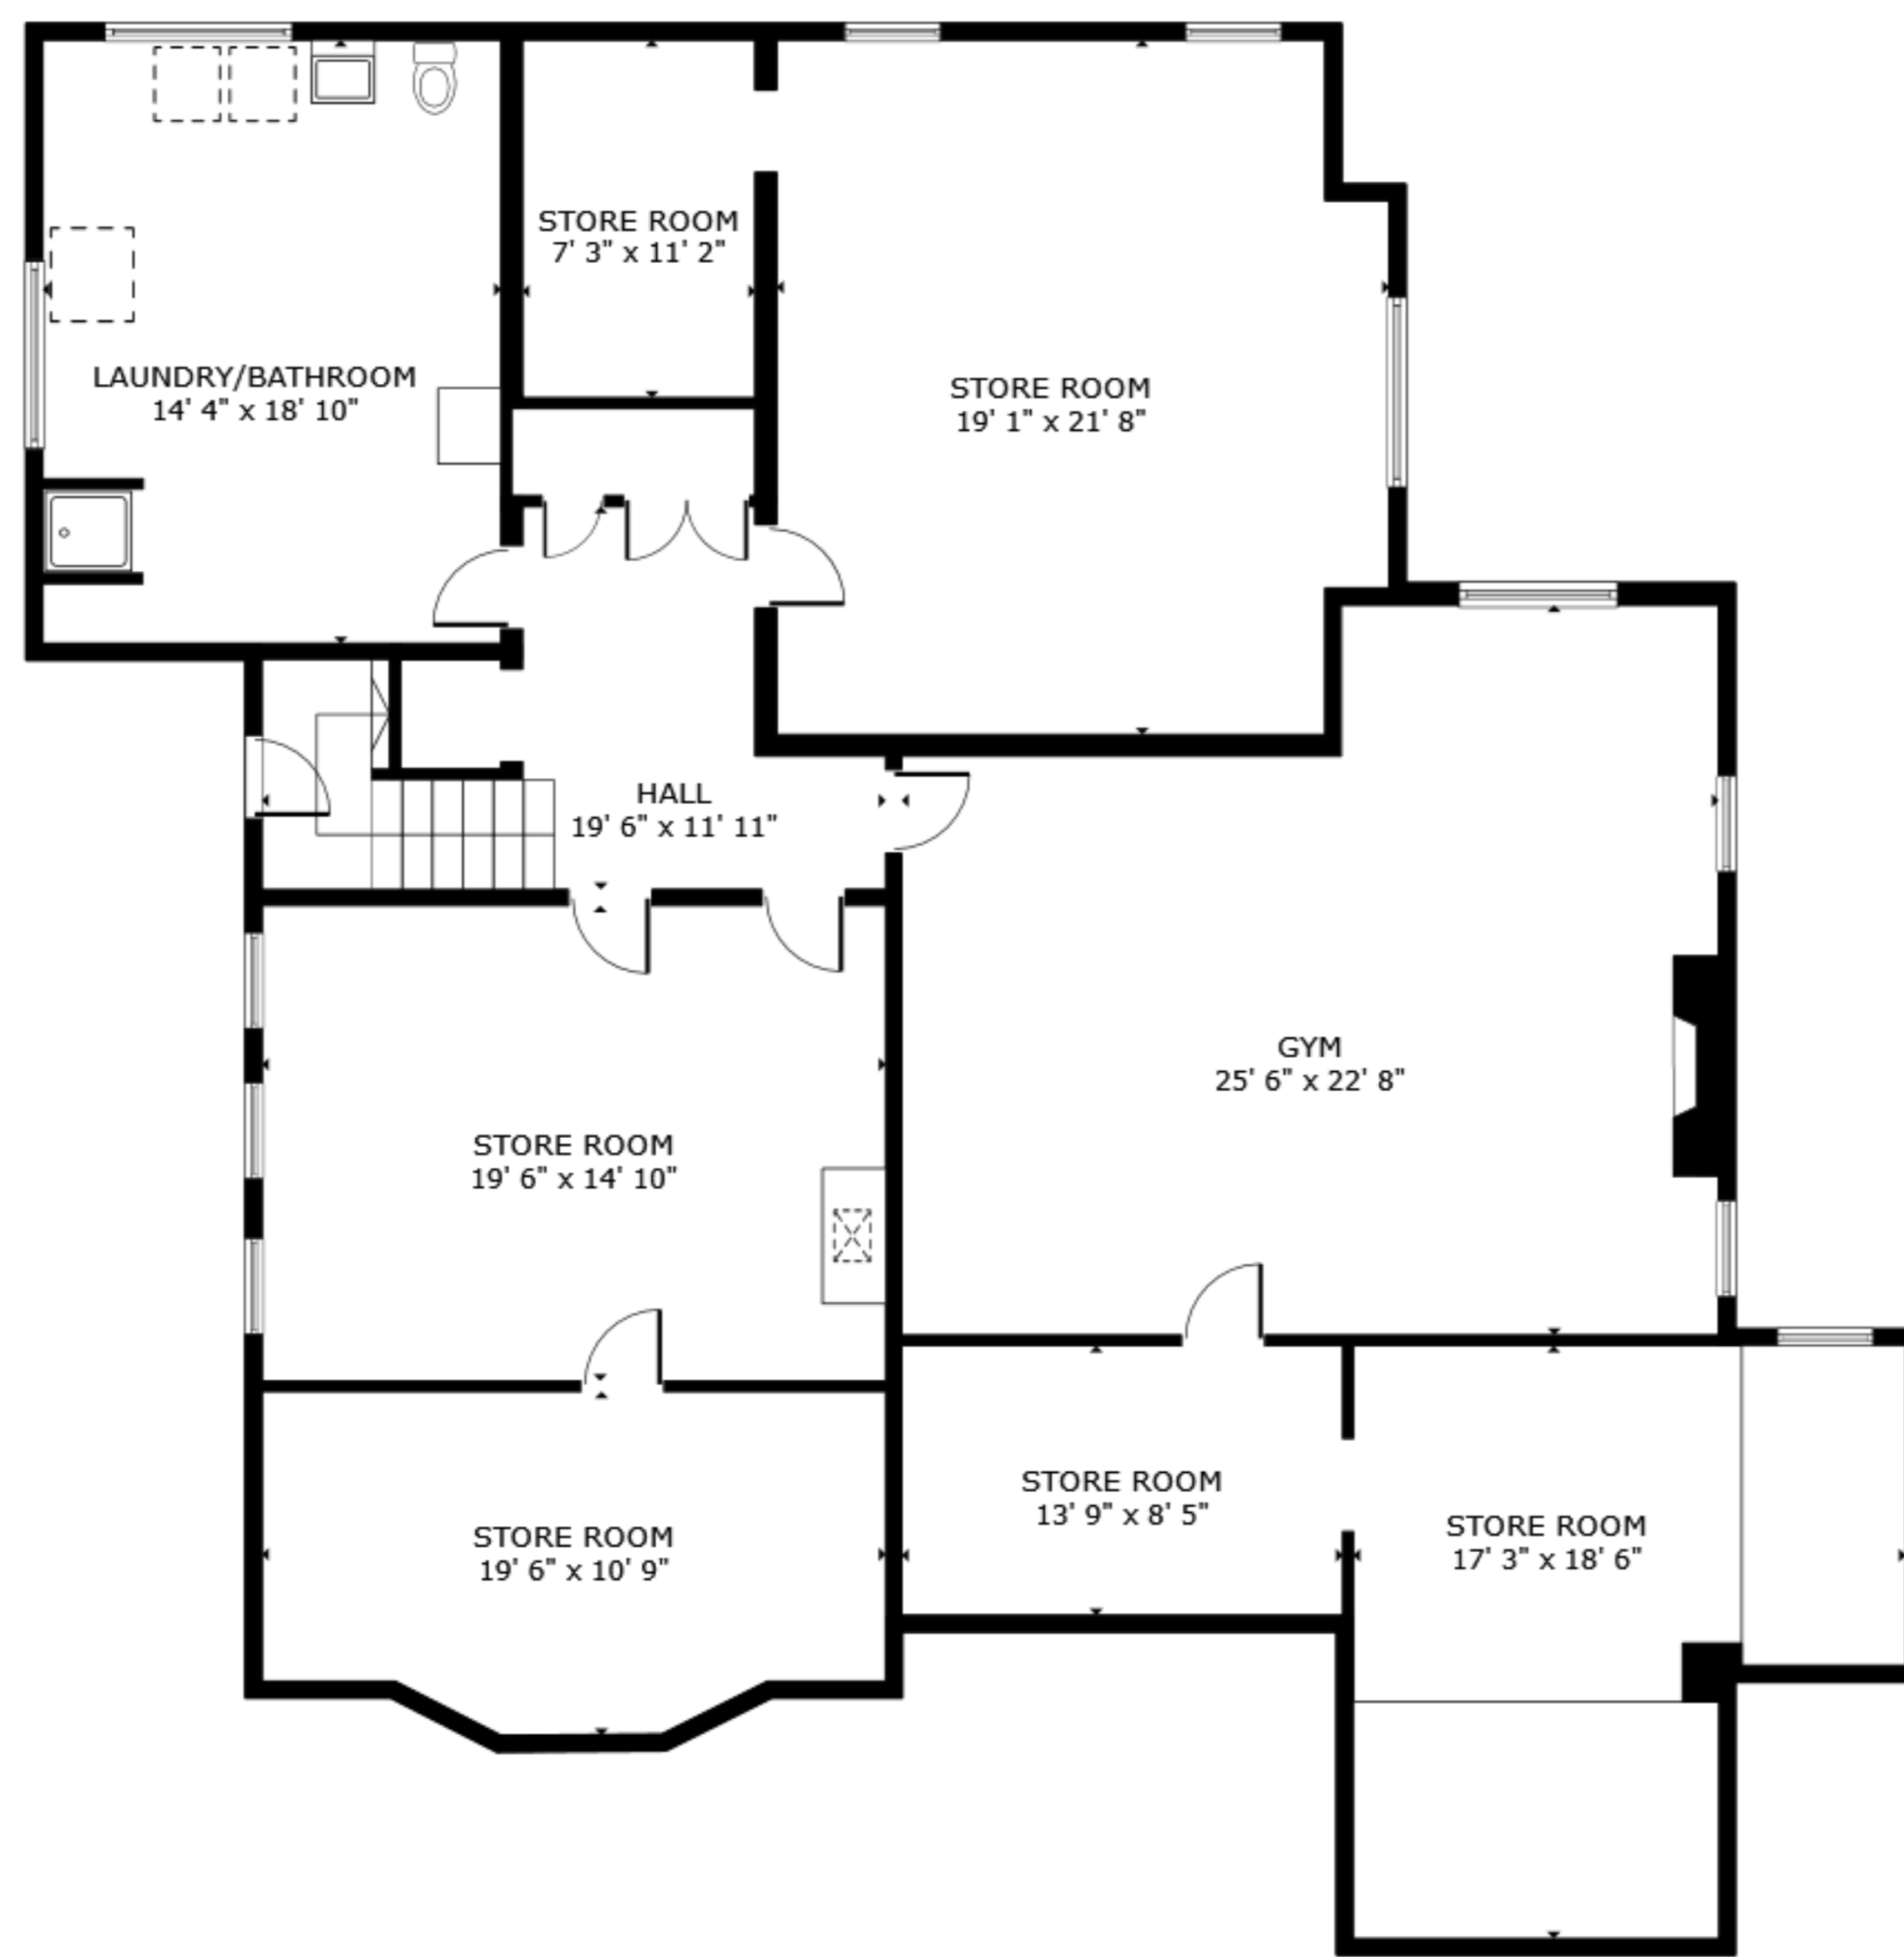 STORE ROOM
7' 3" x 11' 2"
LAUNDRY/BATHROOM
14' 4" x 18' 10"
STORE ROOM
19' 1" x 21' 8"
HALL
19' 6" x 11' 11"
GYM
25' 6" x 22' 8"
STORE ROOM
19' 6" x 14' 10"
STORE ROOM
13' 9" x 8' 5"
STORE ROOM
17' 3" x 18' 6"
STORE ROOM
19' 6" x 10' 9"